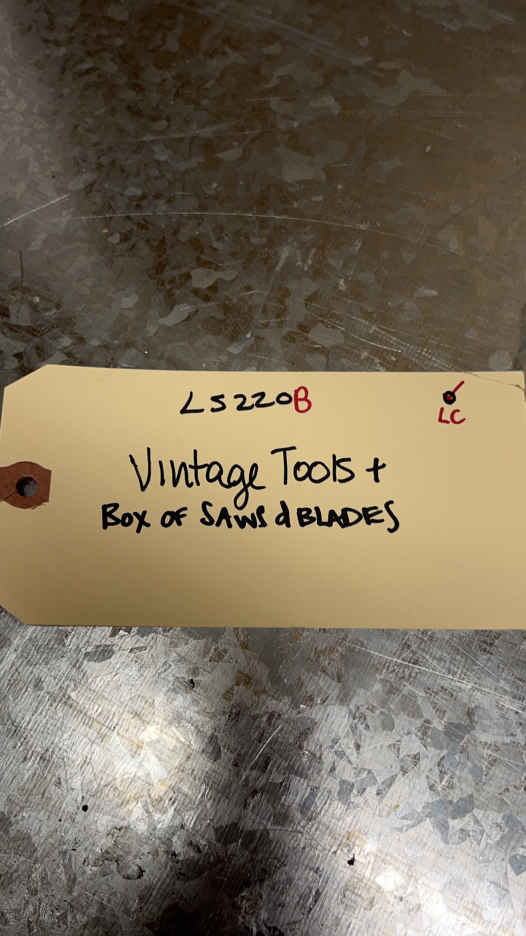 LS220B
LC
Vintage Tools +
Box of SAWS & BLADES